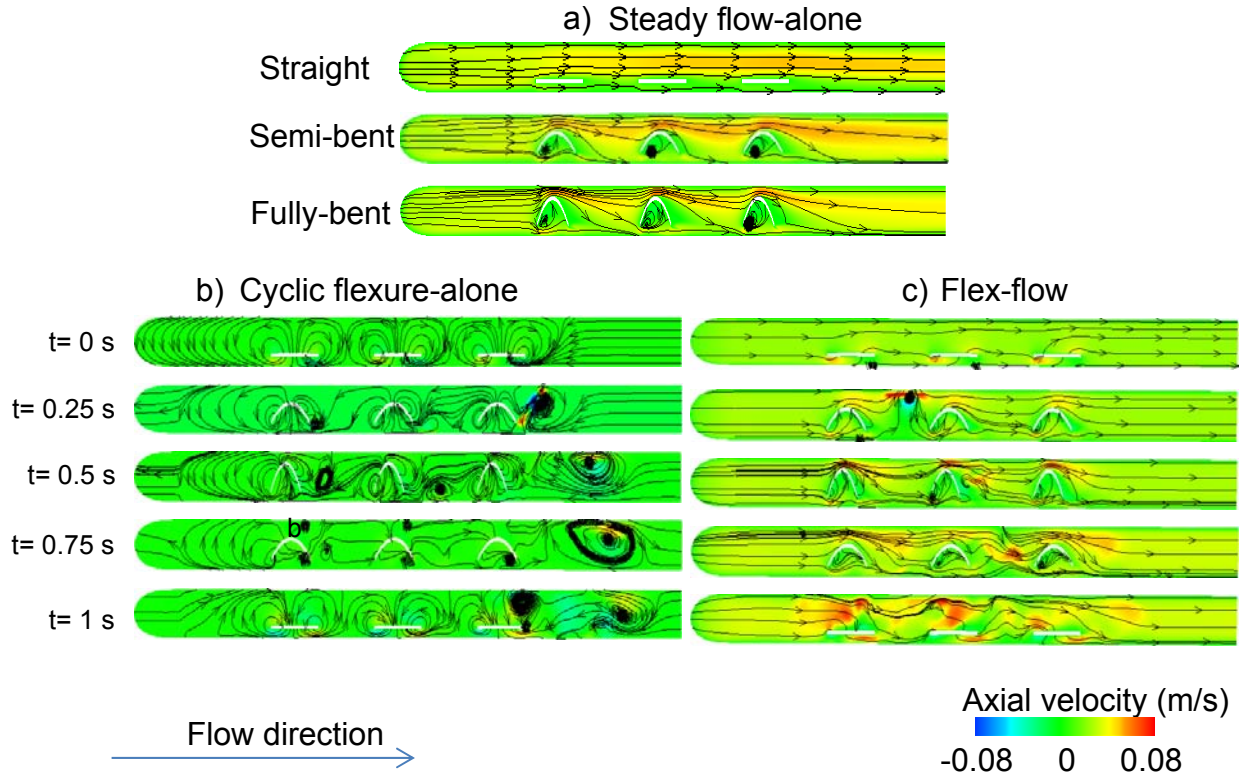 a) Steady flow-alone
Straight
Semi-bent
Fully-bent
b) Cyclic flexure-alone
c) Flex-flow
t= 0 s
t= 0.25 s
t= 0.5 s
t= 0.75 s
b
t= 1 s
Axial velocity (m/s)
-0.08 0 0.08
Flow direction